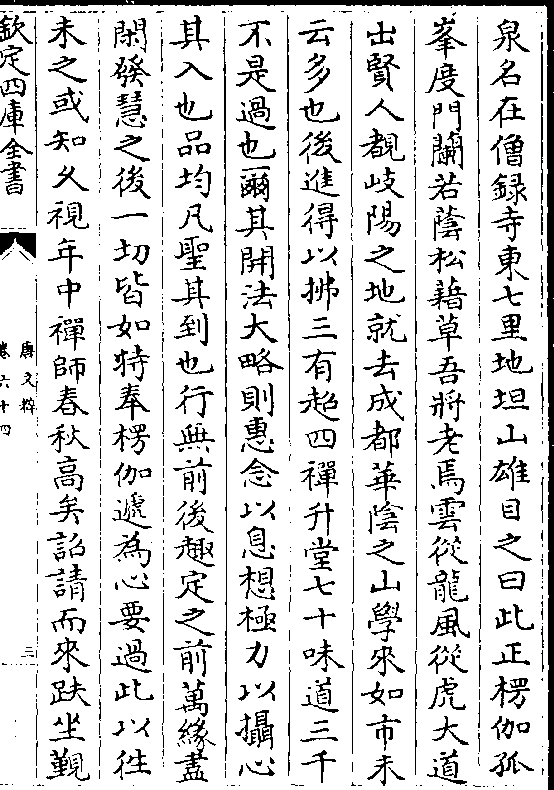 泉名在僧録寺東七里地坦山雄目之曰此正楞伽孤
峯度門蘭若蔭松藉草吾將老焉雲從龍風從虎大道
出賢人覩岐陽之地就去成都華陰之山學來如市未
云多也後進得以拂三有超四禪升堂七十味道三千
不是過也爾其開法大略則惠念以息想極力以攝心
其入也品均凡聖其到也行無前後趣定之前萬緣盡
閉發慧之後一切皆如特奉楞伽遞為心要過此以往
未之或知久視年中禪師春秋高矣詔請而來趺坐覲
欽定四庫全書
唐文粹
卷六十四
三